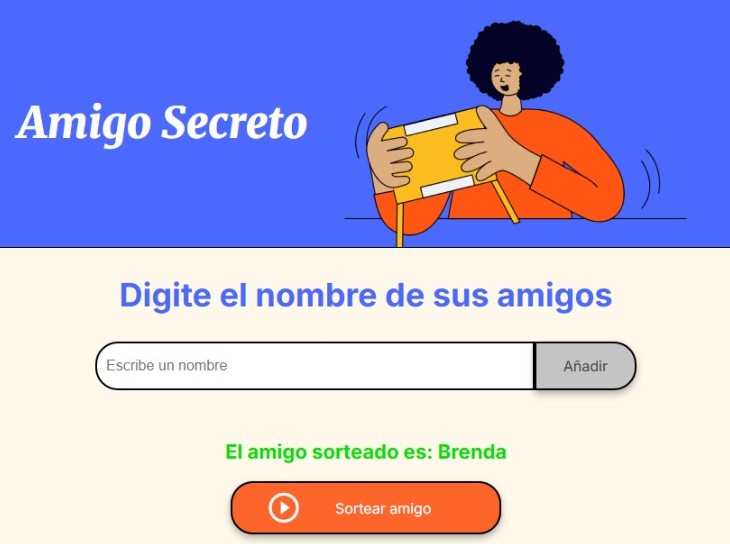 Amigo Secreto
Digite el nombre de sus amigos
Escribe un nombre
Añadir
El amigo sorteado es: Brenda
Sortear amigo